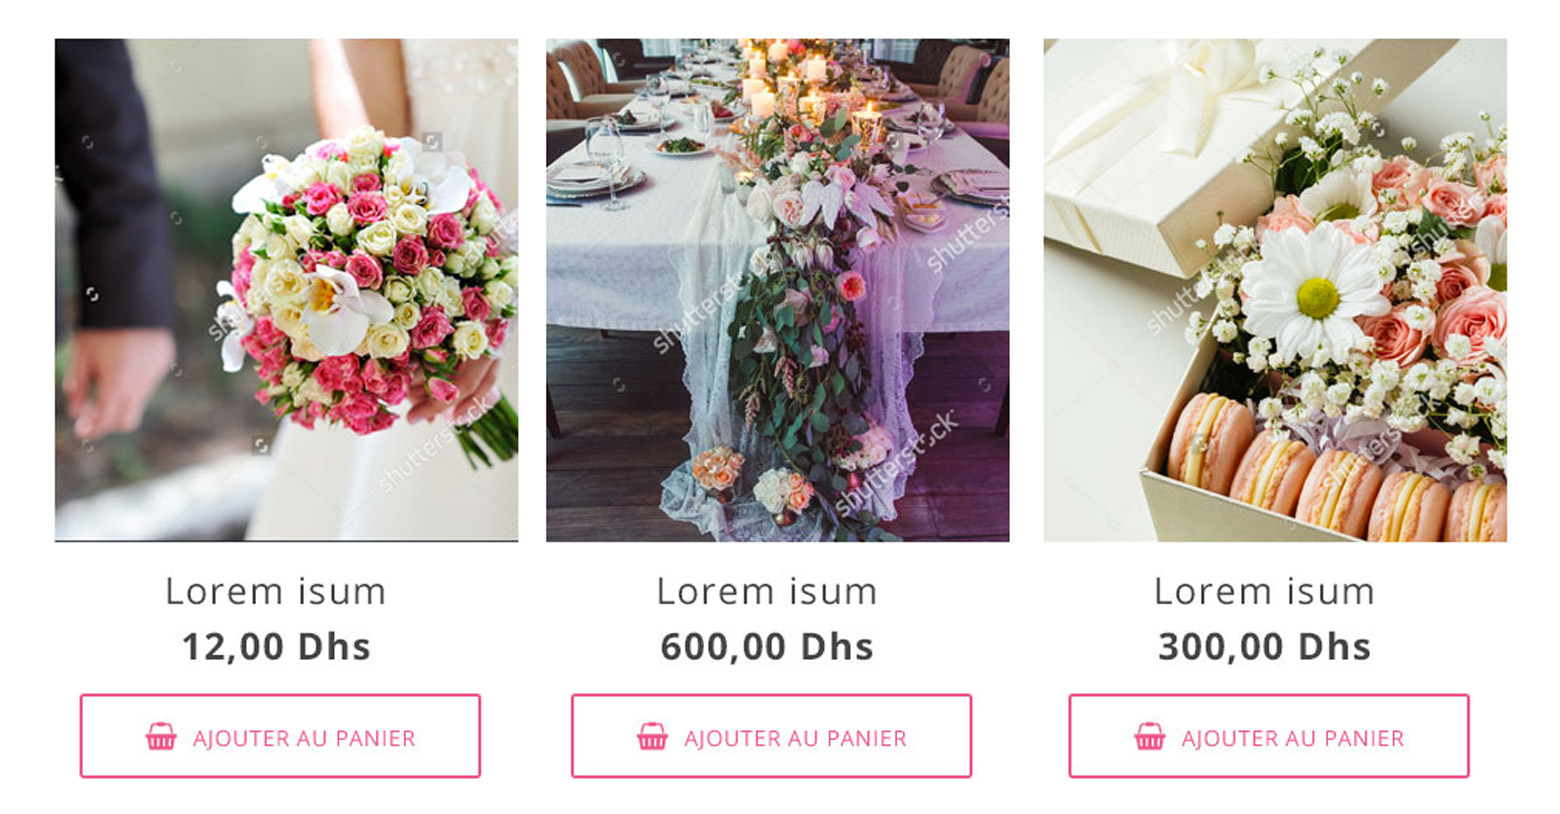 shutterstock
shutterstock
shutterstock
shutterstock
Lorem isum
Lorem isum
Lorem isum
12,00 Dhs
600,00 Dhs
300,00 Dhs
AJOUTER AU PANIER
AJOUTER AU PANIER
AJOUTER AU PANIER